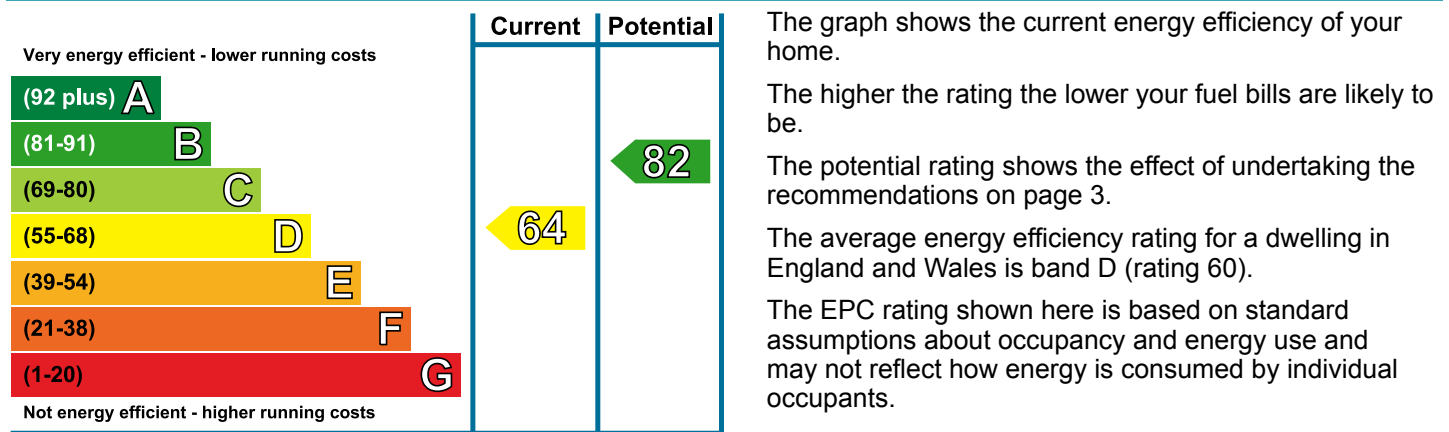 Current Potential
Very energy efficient - lower running costs
(92 plus) A
(81-91) B
(69-80) C
(55-68) D
(39-54) E
(21-38) F
(1-20) G
Not energy efficient - higher running costs
64
82
The graph shows the current energy efficiency of your
home.
The higher the rating the lower your fuel bills are likely to
be.
The potential rating shows the effect of undertaking the
recommendations on page 3.
The average energy efficiency rating for a dwelling in
England and Wales is band D (rating 60).
The EPC rating shown here is based on standard
assumptions about occupancy and energy use and
may not reflect how energy is consumed by individual
occupants.